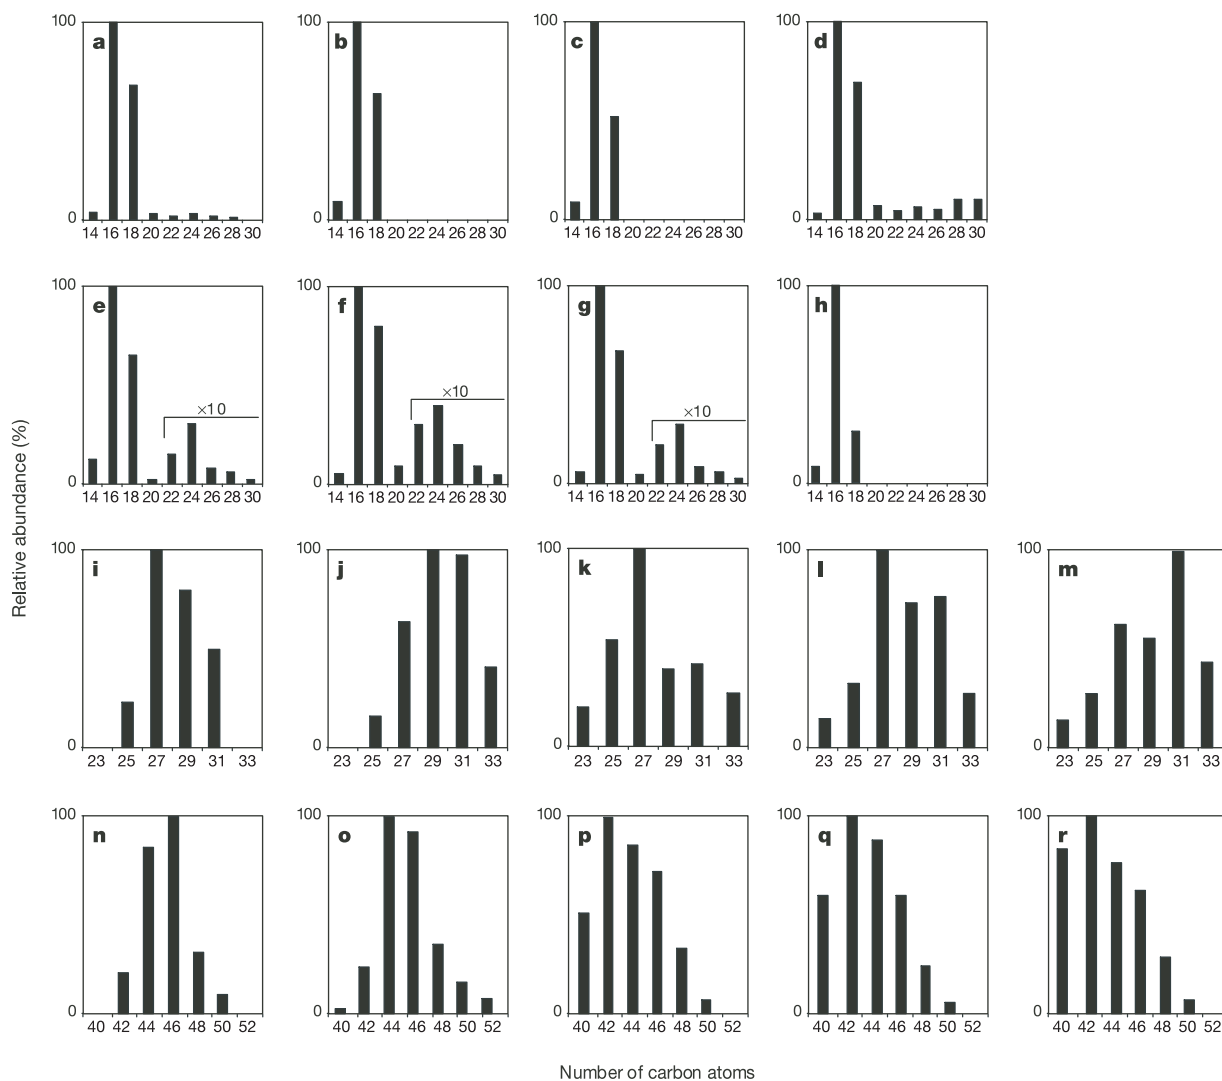 100 100 100 100
a b c d
0 0 0 0
14 16 18 20 22 24 26 28 30 14 16 18 20 22 24 26 28 30 14 16 18 20 22 24 26 28 30 14 16 18 20 22 24 26 28 30
100 100 100 100
e f g h
×10 ×10 ×10
0 0 0 0
14 16 18 20 22 24 26 28 30 14 16 18 20 22 24 26 28 30 14 16 18 20 22 24 26 28 30 14 16 18 20 22 24 26 28 30
Relative abundance (%)
100 100 100 100 100
i j k l m
0 0 0 0 0
23 25 27 29 31 33 23 25 27 29 31 33 23 25 27 29 31 33 23 25 27 29 31 33 23 25 27 29 31 33
100 100 100 100 100
n o p q r
0 0 0 0 0
40 42 44 46 48 50 52 40 42 44 46 48 50 52 40 42 44 46 48 50 52 40 42 44 46 48 50 52 40 42 44 46 48 50 52
Number of carbon atoms